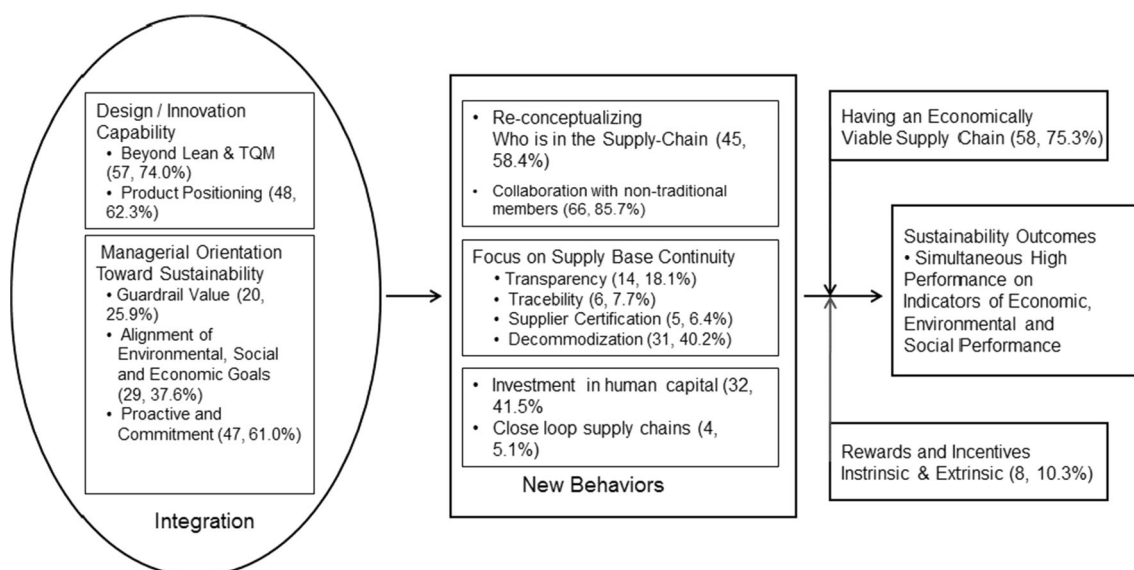 Design / Innovation
Capability
• Beyond Lean & TQM
(57, 74.0%)
• Product Positioning (48,
62.3%)
Managerial Orientation
Toward Sustainability
• Guardrail Value (20,
25.9%)
• Alignment of
Environmental, Social
and Economic Goals
(29, 37.6%)
• Proactive and
Commitment (47, 61.0%)
Integration
• Re-conceptualizing
Who is in the Supply-Chain (45,
58.4%)
• Collaboration with non-traditional
members (66, 85.7%)
Focus on Supply Base Continuity
• Transparency (14, 18.1%)
• Tracebility (6, 7.7%)
• Supplier Certification (5, 6.4%)
• Decommodization (31, 40.2%)
• Investment in human capital (32,
41.5%
• Close loop supply chains (4,
5.1%)
New Behaviors
Having an Economically
Viable Supply Chain (58, 75.3%)
Sustainability Outcomes
• Simultaneous High
Performance on
Indicators of Economic,
Environmental and
Social Performance
Rewards and Incentives
Instrinsic & Extrinsic (8, 10.3%)